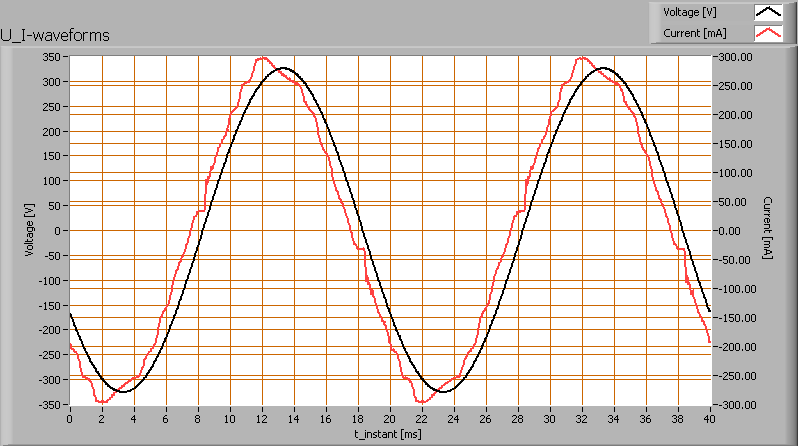 Voltage [V]
Current [mA]
U_I-waveforms
350 300.00
300 250.00
250 200.00
200 150.00
150 100.00
100 50.00
50 0.00
0 -50.00
-50 -100.00
-100 -150.00
-150 -200.00
-200 -250.00
-250 -300.00
-300
-350
Voltage [V]
Current [mA]
0 2 4 6 8 10 12 14 16 18 20 22 24 26 28 30 32 34 36 38 40
t_instant [ms]